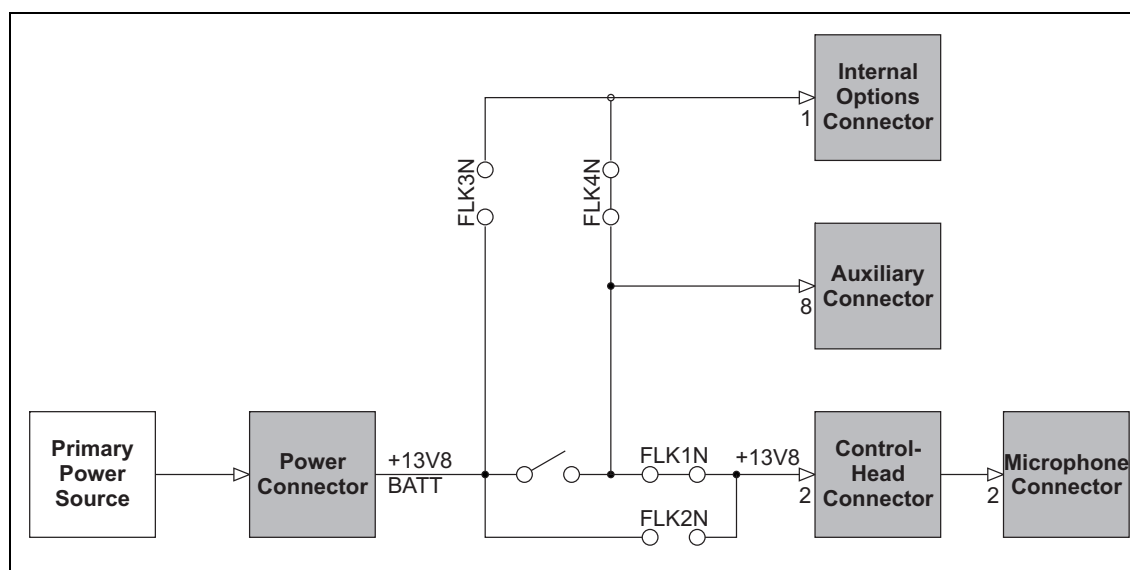 Internal
Options
Connector
1
FLK3N
FLK4N
Auxiliary
Connector
8
Primary
Power
Source
Power
Connector
+13V8
BATT
FLK1N
+13V8
FLK2N
2
Control-
Head
Connector
2
Microphone
Connector